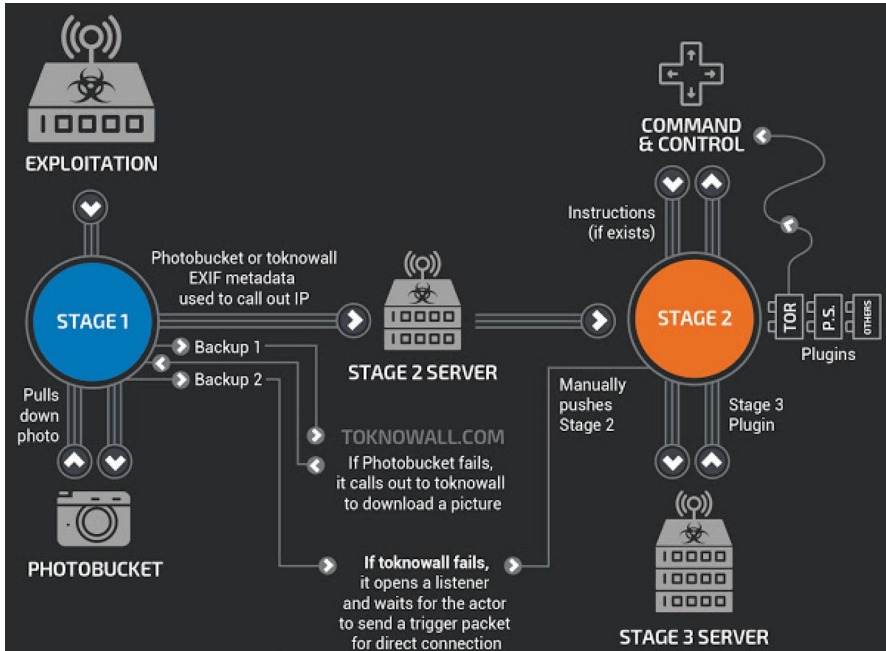 EXPLOITATION
STAGE 1
Photobucket or toknowall
EXIF metadata
used to call out IP
Backup 1
Backup 2
Pulls
down
photo
PHOTOBUCKET
STAGE 2 SERVER
TOKNOWALL.COM
If Photobucket fails,
it calls out to toknowall
to download a picture
If toknowall fails,
it opens a listener
and waits for the actor
to send a trigger packet
for direct connection
COMMAND
& CONTROL
Instructions
(if exists)
STAGE 2
TOR
P.S.
OTHERS
Plugins
Manually
pushes
Stage 2
Stage 3
Plugin
STAGE 3 SERVER